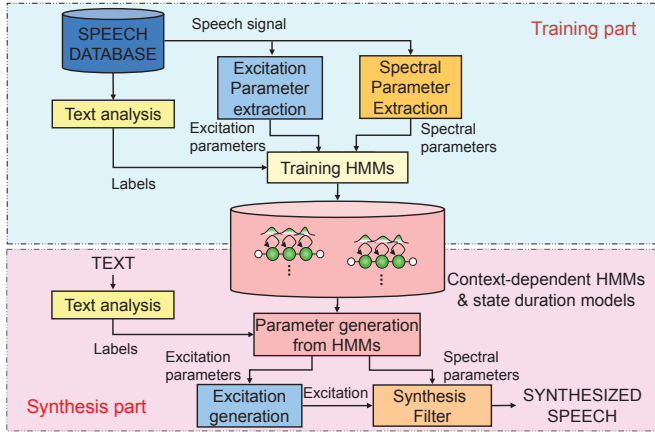 SPEECH
DATABASE
Speech signal
Training part
Excitation
Parameter
extraction
Spectral
Parameter
Extraction
Text analysis
Excitation
parameters
Spectral
parameters
Training HMMs
Labels
TEXT
Context-dependent HMMs
& state duration models
Text analysis
Parameter generation
from HMMs
Labels
Excitation
parameters
Spectral
parameters
Synthesis part
Excitation
generation
Excitation
Synthesis
Filter
SYNTHESIZED
SPEECH